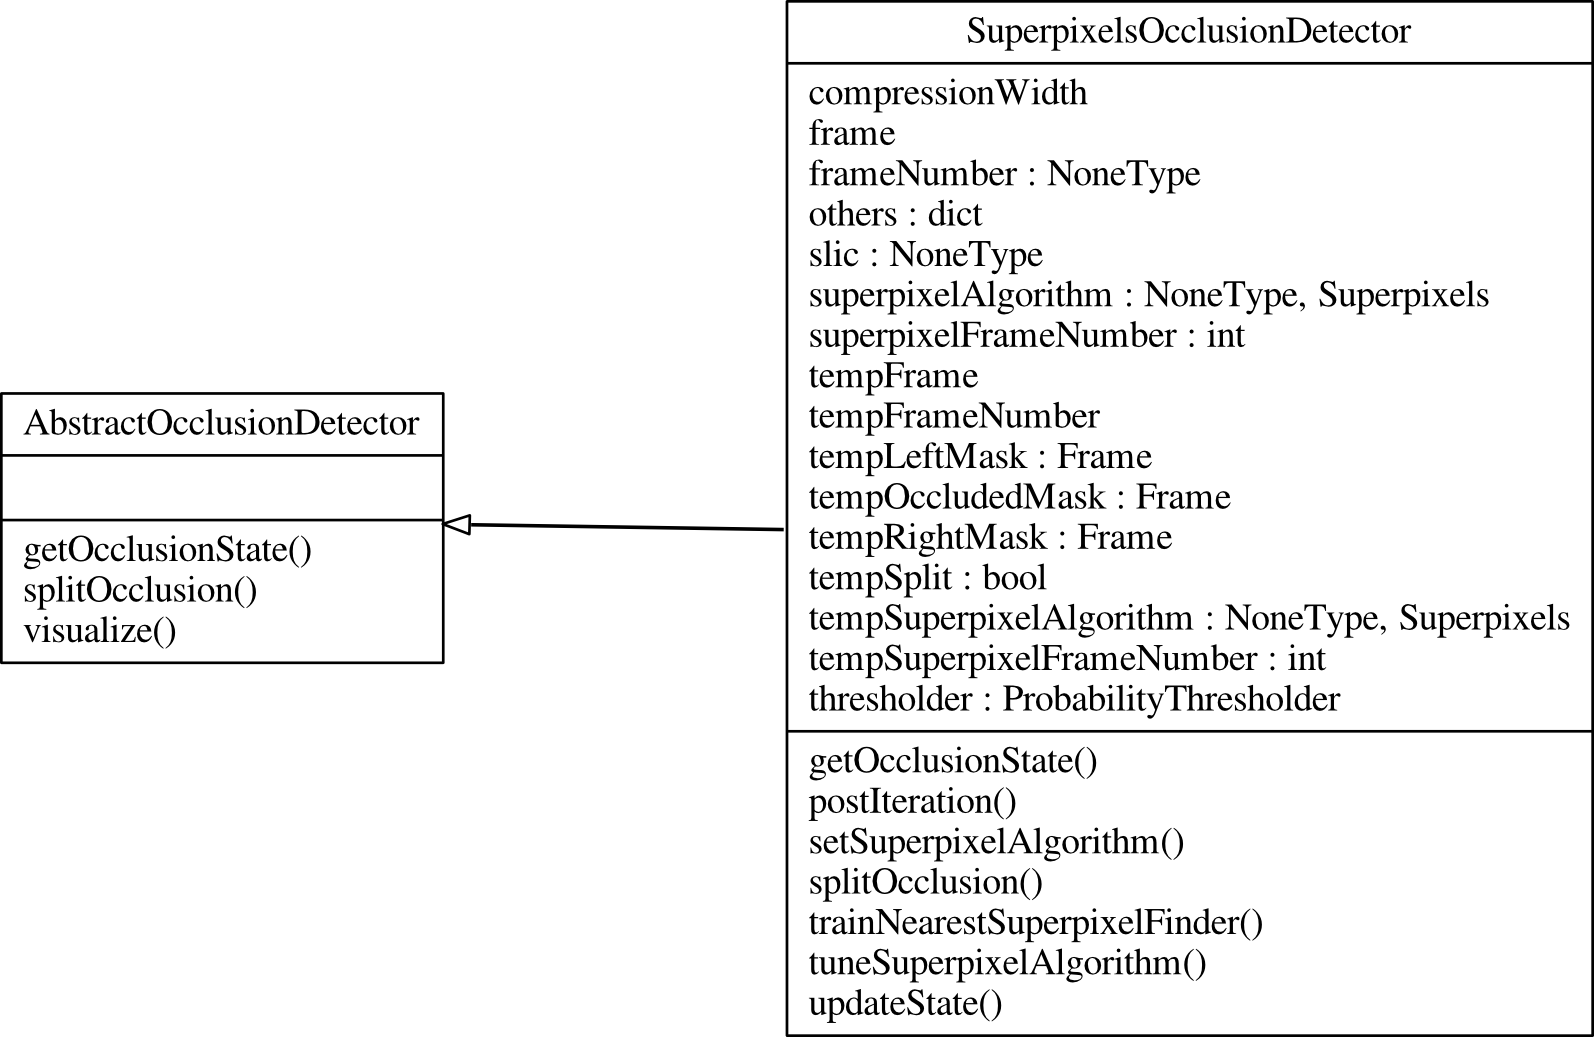 AbstractOcclusionDetector
getOcclusionState()
splitOcclusion()
visualize()
SuperpixelsOcclusionDetector
compressionWidth
frame
frameNumber : NoneType
others : dict
slic : NoneType
superpixelAlgorithm : NoneType, Superpixels
superpixelFrameNumber : int
tempFrame
tempFrameNumber
tempLeftMask : Frame
tempOccludedMask : Frame
tempRightMask : Frame
tempSplit : bool
tempSuperpixelAlgorithm : NoneType, Superpixels
tempSuperpixelFrameNumber : int
thresholder : ProbabilityThresholder
getOcclusionState()
postIteration()
setSuperpixelAlgorithm()
splitOcclusion()
trainNearestSuperpixelFinder()
tuneSuperpixelAlgorithm()
updateState()